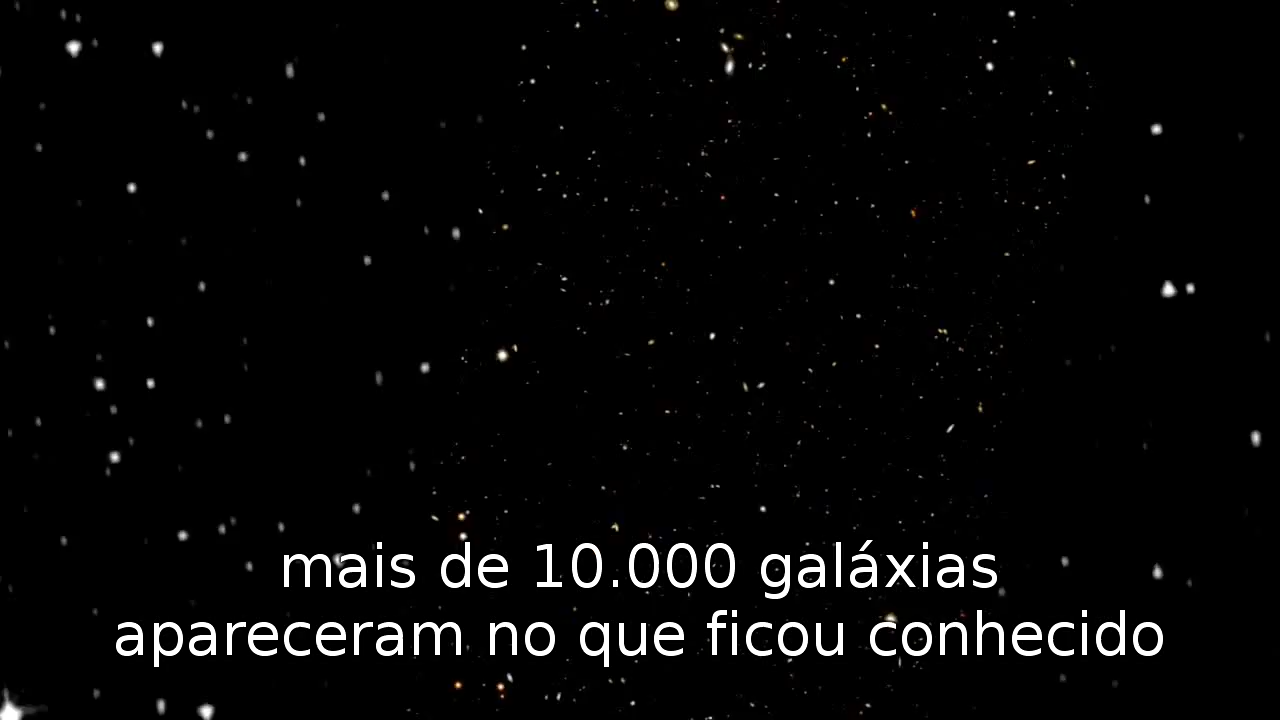 mais de 10.000 galáxias
apareceram no que ficou conhecido